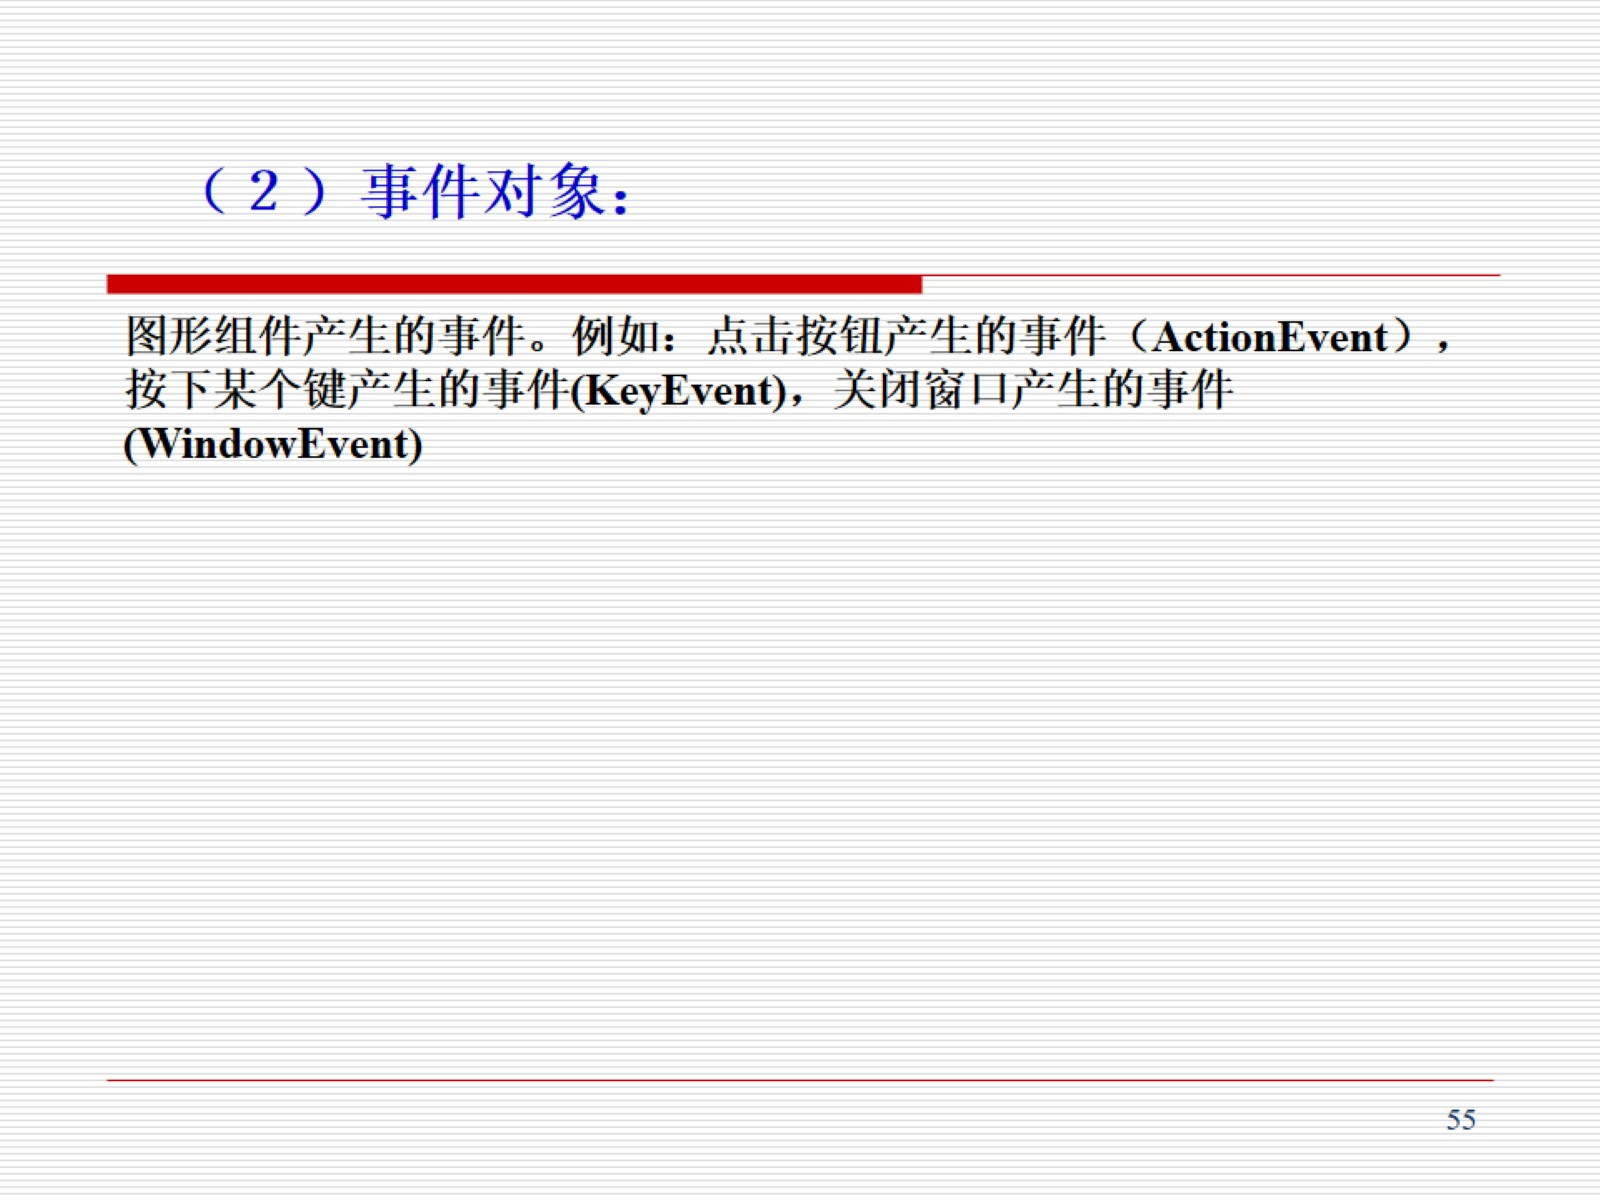 （2）事件对象：
图形组件产生的事件。例如：点击按钮产生的事件（ActionEvent），
按下某个键产生的事件(KeyEvent)，关闭窗口产生的事件
(WindowEvent)
55